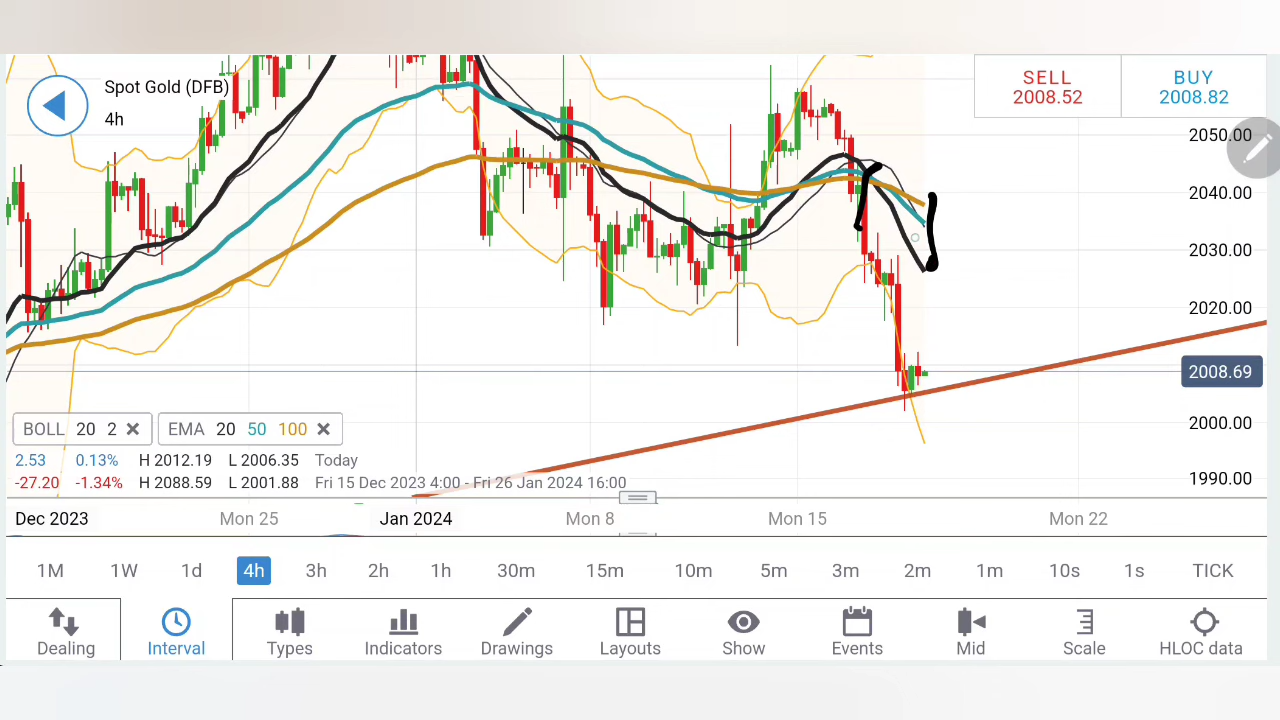 Spot Gold (DFB)
4h
SELL
2008.52
BUY
2008.82
2050.00
2040.00
2030.00
2020.00
2008.69
2000.00
1990.00
BOLL 20 2
EMA 20 50 100
2.53 0.13% H 2012.19 L 2006.35 Today
-27.20 -1.34% H 2088.59 L 2001.88 Fri 15 Dec 2023 4:00 - Fri 26 Jan 2024 16:00
Dec 2023 Mon 25 Jan 2024 Mon 8 Mon 15 Mon 22
1M 1W 1d 4h 3h 2h 1h 30m 15m 10m 5m 3m 2m 1m 10s 1s TICK
Dealing Interval Types Indicators Drawings Layouts Show Events Mid Scale HLOC data